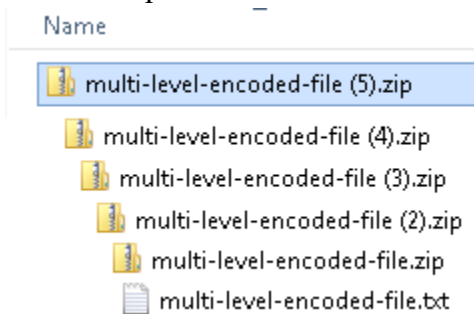 Name
multi-level-encoded-file (5).zip
multi-level-encoded-file (4).zip
multi-level-encoded-file (3).zip
multi-level-encoded-file (2).zip
multi-level-encoded-file.zip
multi-level-encoded-file.txt